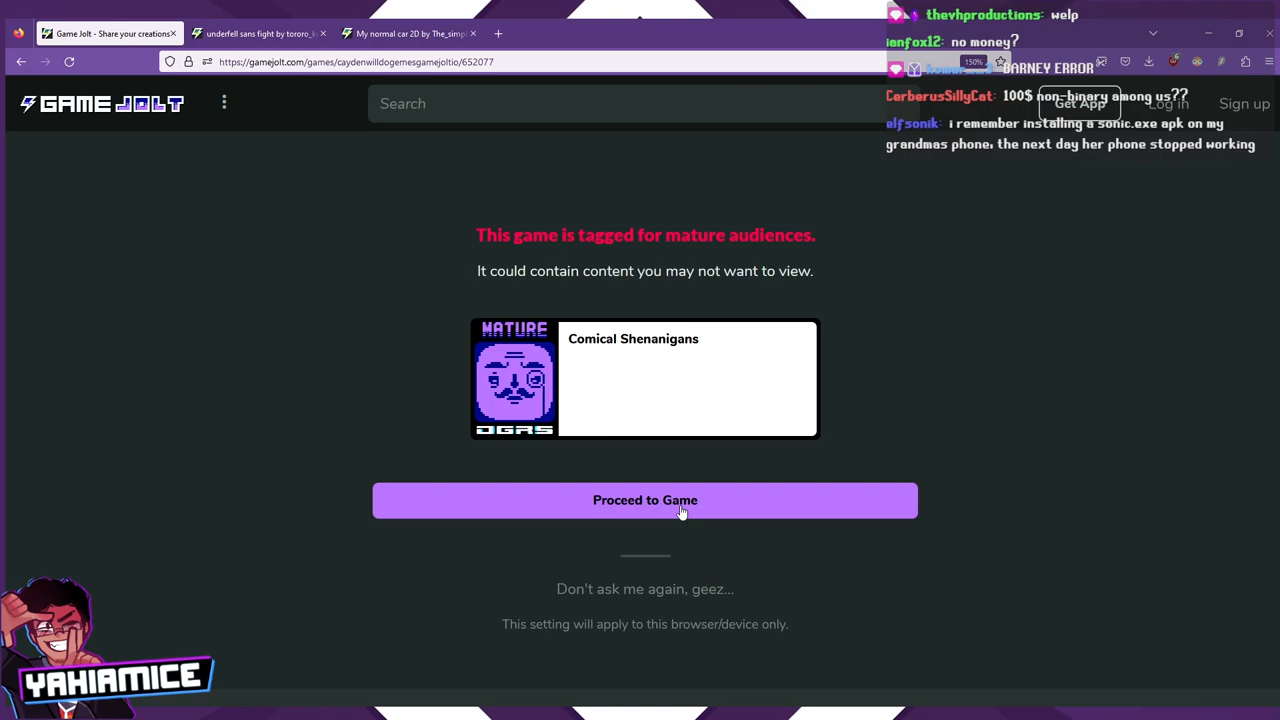 Game Jolt - Share your creations
underfell sans fight by tororo_k
My normal car 2D by The_simpl
https://gamejolt.com/games/caydenwilldogemesgamejoltio/652077
150%
GAME JOLT
Search
Get App
Log in
Sign up
thevhproductions: welp
ianfox12: no money?
BARNEY ERROR
CerberusSillyCat: 100$ non-binary among us??
elfsonik: i remember installing a sonic.exe apk on my
grandmas phone, the next day her phone stopped working
This game is tagged for mature audiences.
It could contain content you may not want to view.
MATURE
OGRS
Comical Shenanigans
Proceed to Game
Don't ask me again, geez...
This setting will apply to this browser/device only.
YAHIAMICE